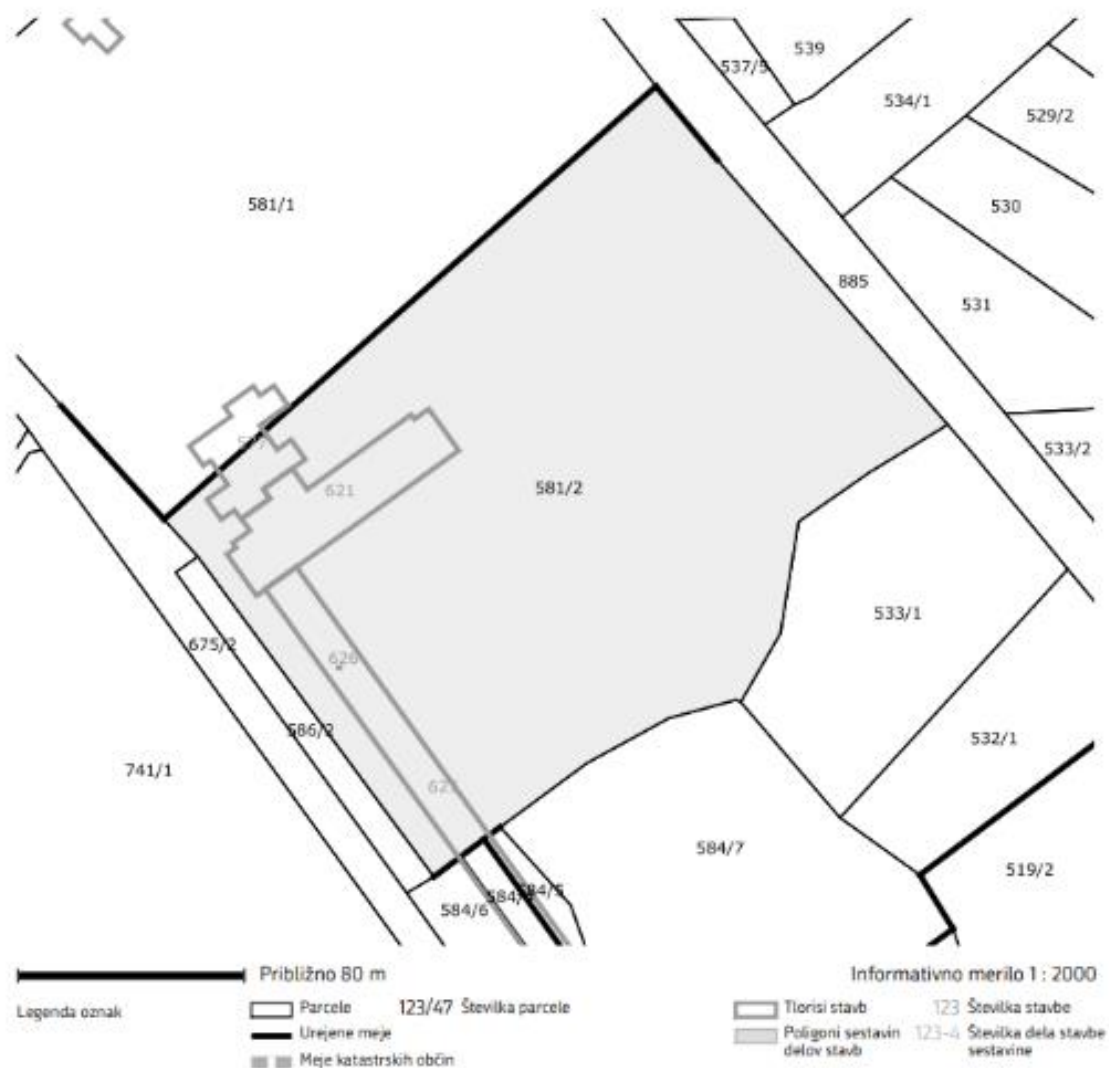 539
537/5
534/1
529/2
581/1
530
885
531
533/2
621
581/2
533/1
675/2
626
586/2
532/1
741/1
584/7
519/2
584/5
584/6
Približno 80 m
Informativno merilo 1 : 2000
Legenda oznak
Parcele 123/47 Številka parcele
Urejene meje
Meje katastrskih občin
Tlorisi stavb 123 Številka stavbe
Poligoni sestavin delov stavb 123-4 Številka dela stavbe sestavine